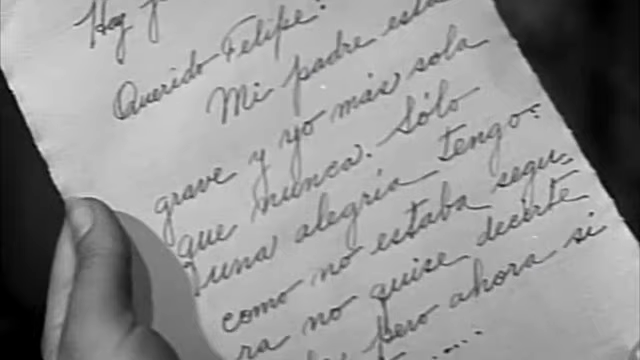 Hoy
Querido Felipe:
Mi padre está
grave y yo más sola
que nunca. Sólo
una alegría tengo:
como no estaba segu-
ra no quise decirte
pero ahora si